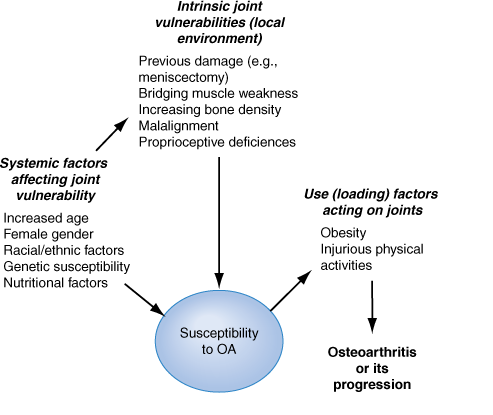 Intrinsic joint
vulnerabilities (local
environment)
Previous damage (e.g.,
meniscectomy)
Bridging muscle weakness
Increasing bone density
Malalignment
Proprioceptive deficiences
Systemic factors
affecting joint
vulnerability
Increased age
Female gender
Racial/ethnic factors
Genetic susceptibility
Nutritional factors
Susceptibility
to OA
Use (loading) factors
acting on joints
Obesity
Injurious physical
activities
Osteoarthritis
or its
progression